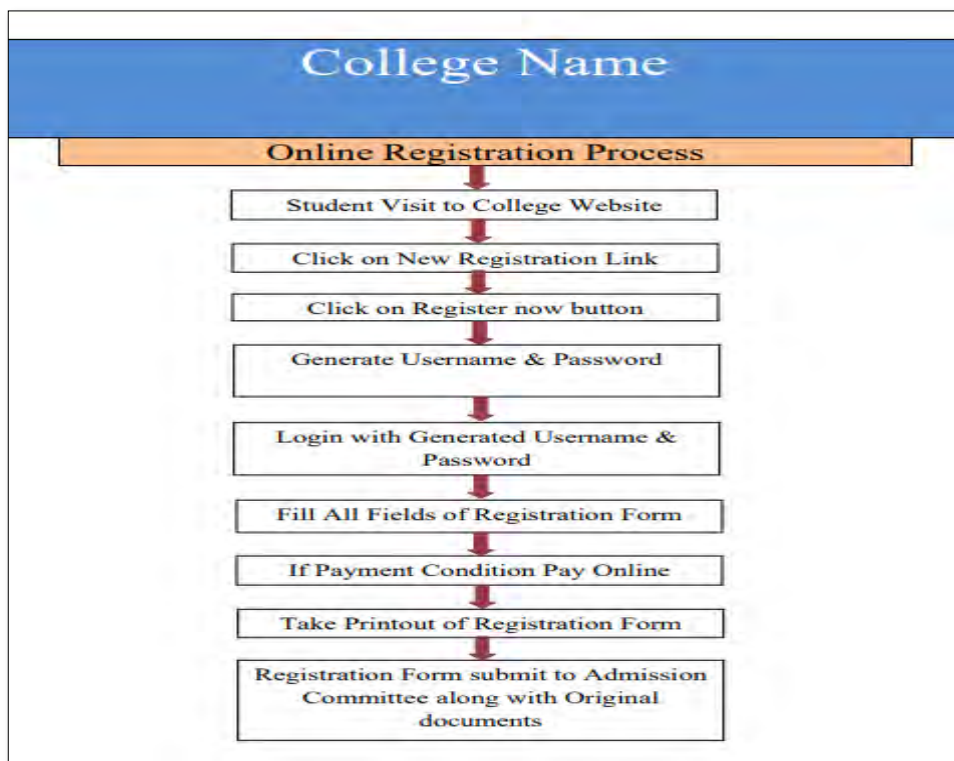 College Name
Online Registration Process
Student Visit to College Website
Click on New Registration Link
Click on Register now button
Generate Username & Password
Login with Generated Username &
Password
Fill All Fields of Registration Form
If Payment Condition Pay Online
Take Printout of Registration Form
Registration Form submit to Admission
Committee along with Original
documents